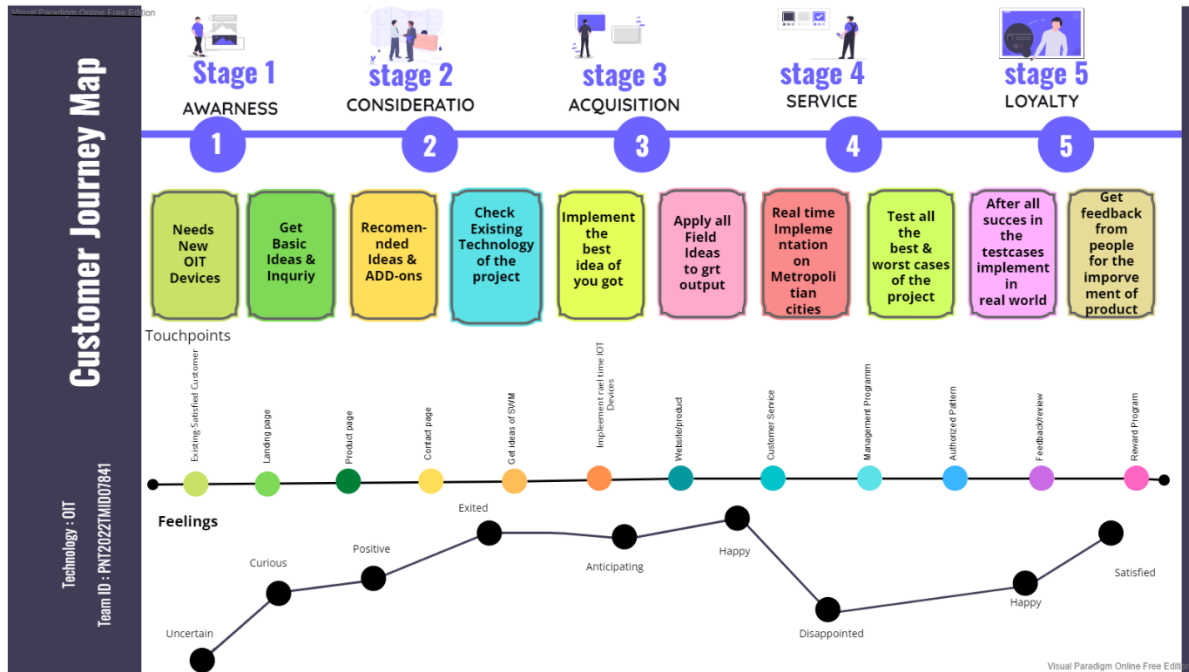 Visual Paradigm Online Free Edition
Customer Journey Map
Technology : OIT
Team ID : PNT2022TMID07841
Stage 1
AWARNESS
stage 2
CONSIDERATIO
stage 3
ACQUISITION
stage 4
SERVICE
stage 5
LOYALTY
1
2
3
4
5
Needs
New
OIT
Devices
Get
Basic
Ideas &
Inquriy
Recomen-
nded
Ideas &
ADD-ons
Check
Existing
Technology
of the
project
Implement
the
best
idea of
you got
Apply all
Field
Ideas
to grt
output
Real time
Impleme
ntation
on
Metropoli
tian
cities
Test all
the
best &
worst cases
of the
project
After all
succes in
the
testcases
implement
in
real world
Get
feedback
from
people
for the
imporve
ment of
product
Touchpoints
Existing-Satisfied Customer
Landing page
Product page
Contact page
Get ideas of SWM
Impleement rael time IOT
Devices
Website/product
Customer Service
Management Programm
Authorized Pattern
Feedback/review
Reward Program
Feelings
Uncertain
Curious
Positive
Exited
Anticipating
Happy
Disappointed
Happy
Satisfied
Visual Paradigm Online Free Edition